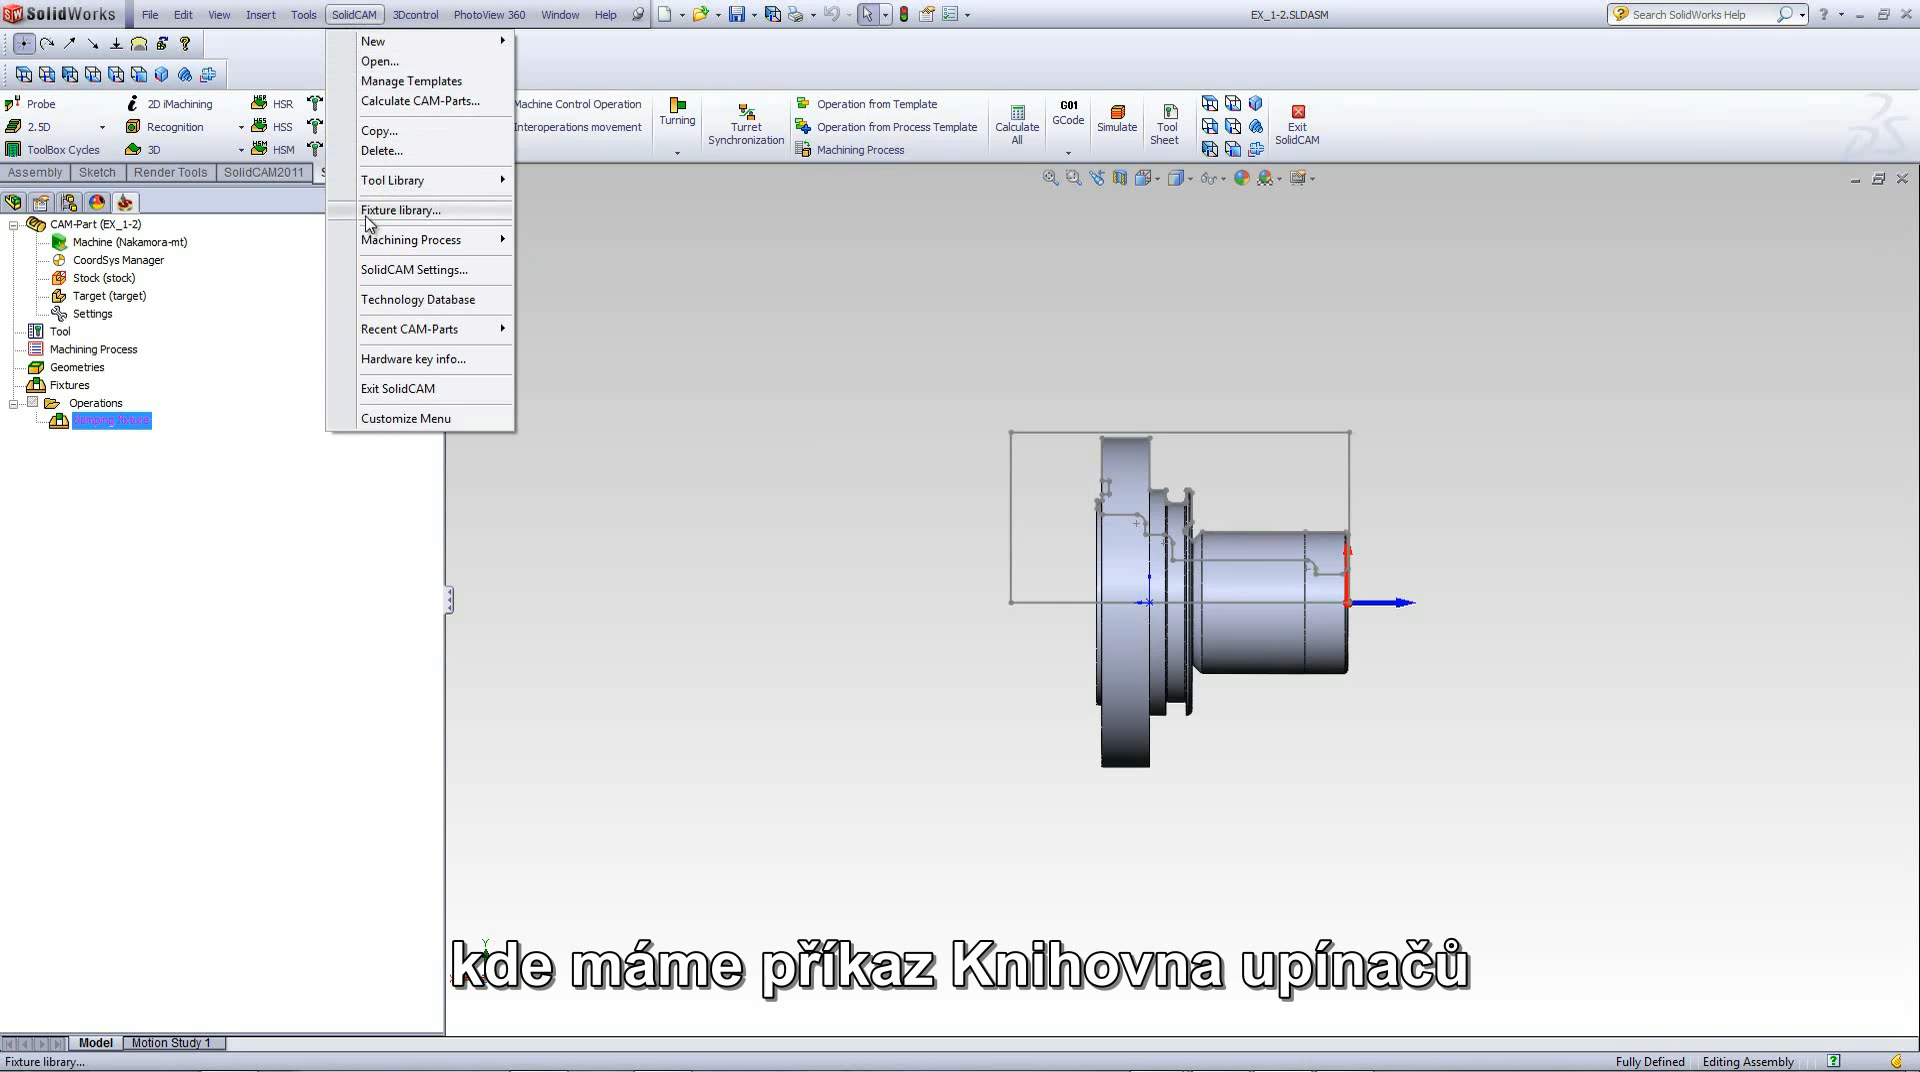 SolidWorks File Edit View Insert Tools SolidCAM 3Dcontrol PhotoView 360 Window Help EX_1-2.SLDASM Search SolidWorks Help
New
Open...
Manage Templates
Calculate CAM-Parts...
Copy...
Delete...
Tool Library
Fixture library...
Machining Process
SolidCAM Settings...
Technology Database
Recent CAM-Parts
Hardware key info...
Exit SolidCAM
Customize Menu
Probe 2D iMachining HSR Machine Control Operation
2.5D Recognition HSS Interoperations movement
ToolBox Cycles 3D HSM
Turning
Turret Synchronization
Operation from Template
Operation from Process Template
Machining Process
Calculate All
G01
GCode
Simulate
Tool Sheet
Exit SolidCAM
Assembly Sketch Render Tools SolidCAM2011
CAM-Part (EX_1-2)
Machine (Nakamora-mt)
CoordSys Manager
Stock (stock)
Target (target)
Settings
Tool
Machining Process
Geometries
Fixtures
Operations
clamping fixture
Y
kde máme příkaz Knihovna upínačů
Model Motion Study 1
Fixture library... Fully Defined Editing Assembly